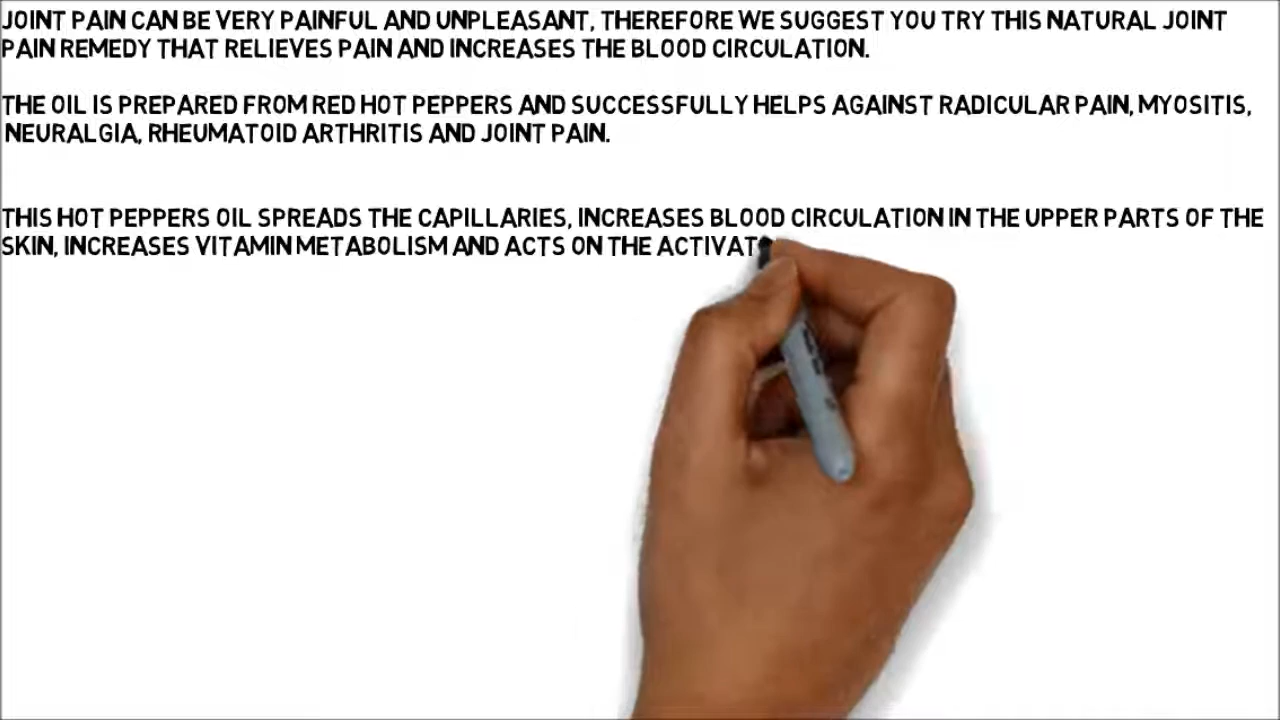 JOINT PAIN CAN BE VERY PAINFUL AND UNPLEASANT, THEREFORE WE SUGGEST YOU TRY THIS NATURAL JOINT
PAIN REMEDY THAT RELIEVES PAIN AND INCREASES THE BLOOD CIRCULATION.
THE OIL IS PREPARED FROM RED HOT PEPPERS AND SUCCESSFULLY HELPS AGAINST RADICULAR PAIN, MYOSITIS,
NEURALGIA, RHEUMATOID ARTHRITIS AND JOINT PAIN.
THIS HOT PEPPERS OIL SPREADS THE CAPILLARIES, INCREASES BLOOD CIRCULATION IN THE UPPER PARTS OF THE
SKIN, INCREASES VITAMIN METABOLISM AND ACTS ON THE ACTIVAT